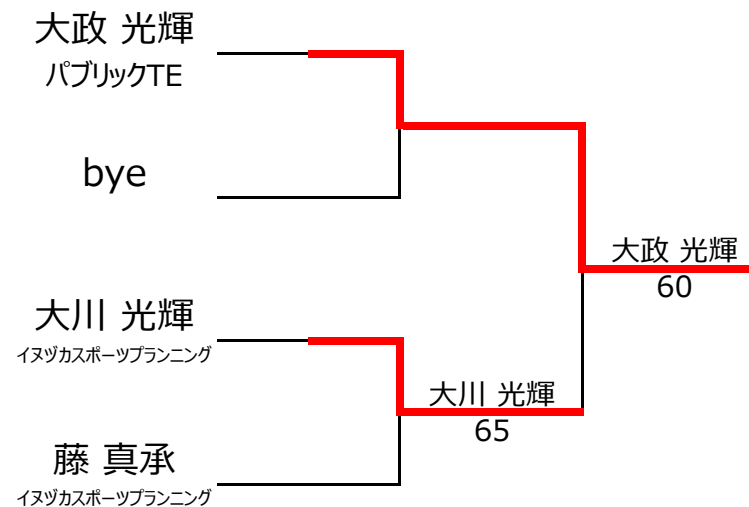 大政 光輝
パブリックTE
bye
大政 光輝
60
大川 光輝
イヌヅカスポーツプランニング
大川 光輝
65
藤 真承
イヌヅカスポーツプランニング